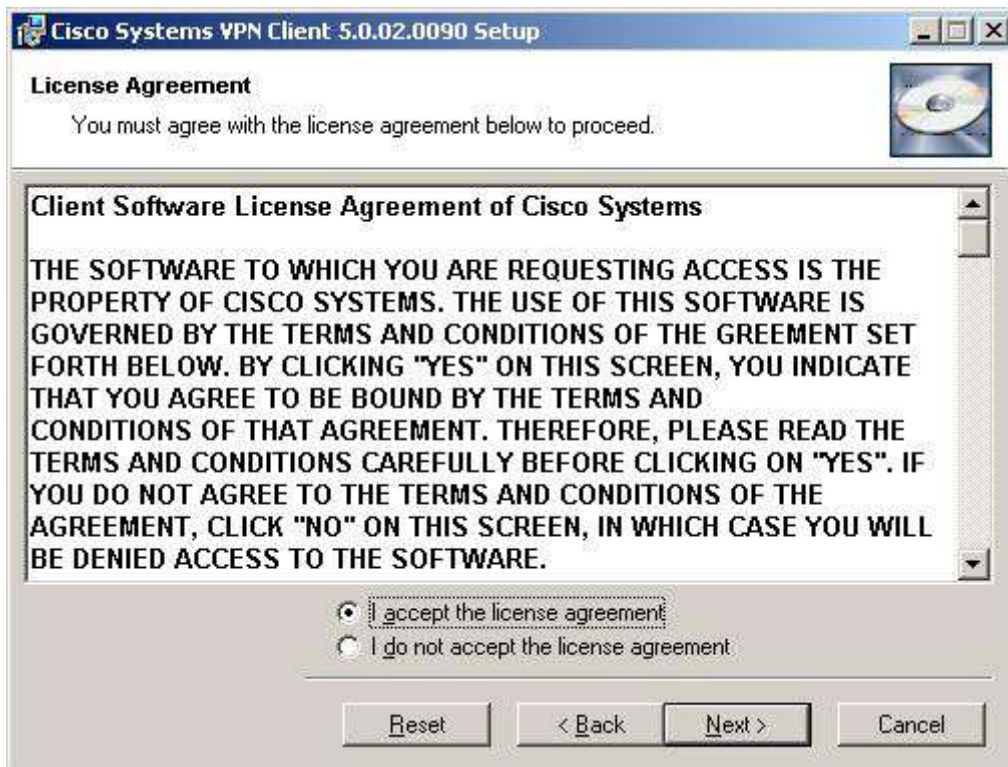 Cisco Systems VPN Client 5.0.02.0090 Setup
License Agreement
You must agree with the license agreement below to proceed.
Client Software License Agreement of Cisco Systems
THE SOFTWARE TO WHICH YOU ARE REQUESTING ACCESS IS THE
PROPERTY OF CISCO SYSTEMS. THE USE OF THIS SOFTWARE IS
GOVERNED BY THE TERMS AND CONDITIONS OF THE GREEMENT SET
FORTH BELOW. BY CLICKING "YES" ON THIS SCREEN, YOU INDICATE
THAT YOU AGREE TO BE BOUND BY THE TERMS AND
CONDITIONS OF THAT AGREEMENT. THEREFORE, PLEASE READ THE
TERMS AND CONDITIONS CAREFULLY BEFORE CLICKING ON "YES". IF
YOU DO NOT AGREE TO THE TERMS AND CONDITIONS OF THE
AGREEMENT, CLICK "NO" ON THIS SCREEN, IN WHICH CASE YOU WILL
BE DENIED ACCESS TO THE SOFTWARE.
I accept the license agreement
I do not accept the license agreement
Reset
< Back
Next >
Cancel